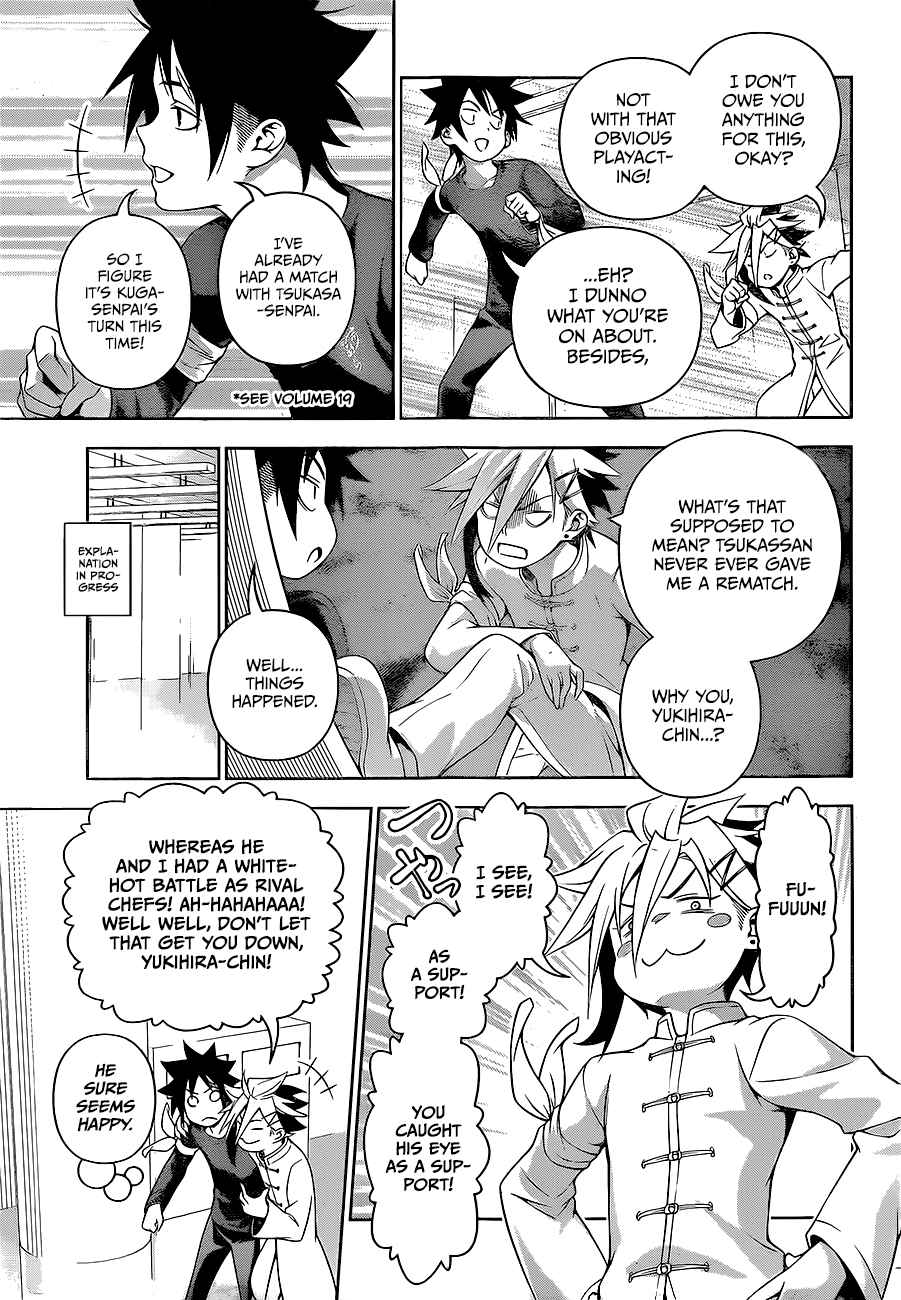 I DON'T
OWE YOU
ANYTHING
FOR THIS,
OKAY?
NOT
WITH THAT
OBVIOUS
PLAYACT-
ING!
...EH?
I DUNNO
WHAT YOU'RE
ON ABOUT.
BESIDES,
I'VE
ALREADY
HAD A MATCH
WITH TSUKASA
-SENPAI.
*SEE VOLUME 19
SO I
FIGURE
IT'S KUGA-
SENPAI'S
TURN THIS
TIME!
WHAT'S THAT
SUPPOSED TO
MEAN? TSUKASSAN
NEVER EVER GAVE
ME A REMATCH.
WHY YOU,
YUKIHIRA-
CHIN...?
WELL...
THINGS
HAPPENED.
EXPLA-
NATION
IN PRO-
GRESS
FU-
FUUUN!
I SEE,
I SEE!
AS
A SUP-
PORT!
YOU
CAUGHT
HIS EYE
AS A SUP-
PORT!
つやっ
WHEREAS HE
AND I HAD A WHITE-
HOT BATTLE AS RIVAL
CHEFS! AH-HAHAHAAA!
WELL WELL, DON'T LET
THAT GET YOU DOWN,
YUKIHIRA-CHIN!
HE
SURE
SEEMS
HAPPY.